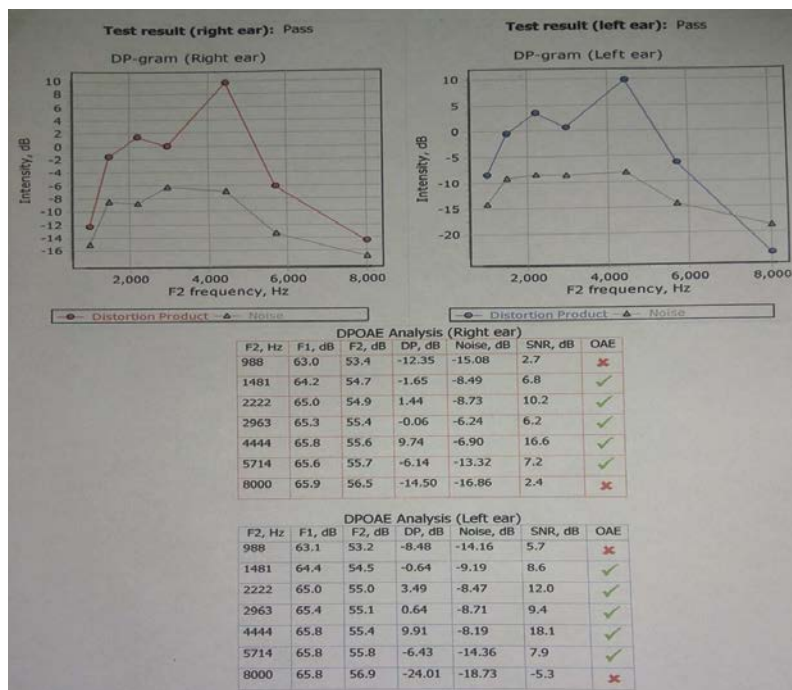 Test result (right ear): Pass
DP-gram (Right ear)
10
8
6
4
2
0
-2
-4
-6
-8
-10
-12
-14
-16
Intensity, dB
2,000 4,000 6,000 8,000
F2 frequency, Hz
Distortion Product Noise
Test result (left ear): Pass
DP-gram (Left ear)
10
5
0
-5
-10
-15
-20
Intensity, dB
2,000 4,000 6,000 8,000
F2 frequency, Hz
Distortion Product Noise
DPOAE Analysis (Right ear)
F2, Hz F1, dB F2, dB DP, dB Noise, dB SNR, dB OAE
988 63.0 53.4 -12.35 -15.08 2.7
1481 64.2 54.7 -1.65 -8.49 6.8
2222 65.0 54.9 1.44 -8.73 10.2
2963 65.3 55.4 -0.06 -6.24 6.2
4444 65.8 55.6 9.74 -6.90 16.6
5714 65.6 55.7 -6.14 -13.32 7.2
8000 65.9 56.5 -14.50 -16.86 2.4
DPOAE Analysis (Left ear)
F2, Hz F1, dB F2, dB DP, dB Noise, dB SNR, dB OAE
988 63.1 53.2 -8.48 -14.16 5.7
1481 64.4 54.5 -0.64 -9.19 8.6
2222 65.0 55.0 3.49 -8.47 12.0
2963 65.4 55.1 0.64 -8.71 9.4
4444 65.8 55.4 9.91 -8.19 18.1
5714 65.8 55.8 -6.43 -14.36 7.9
8000 65.8 56.9 -24.01 -18.73 -5.3